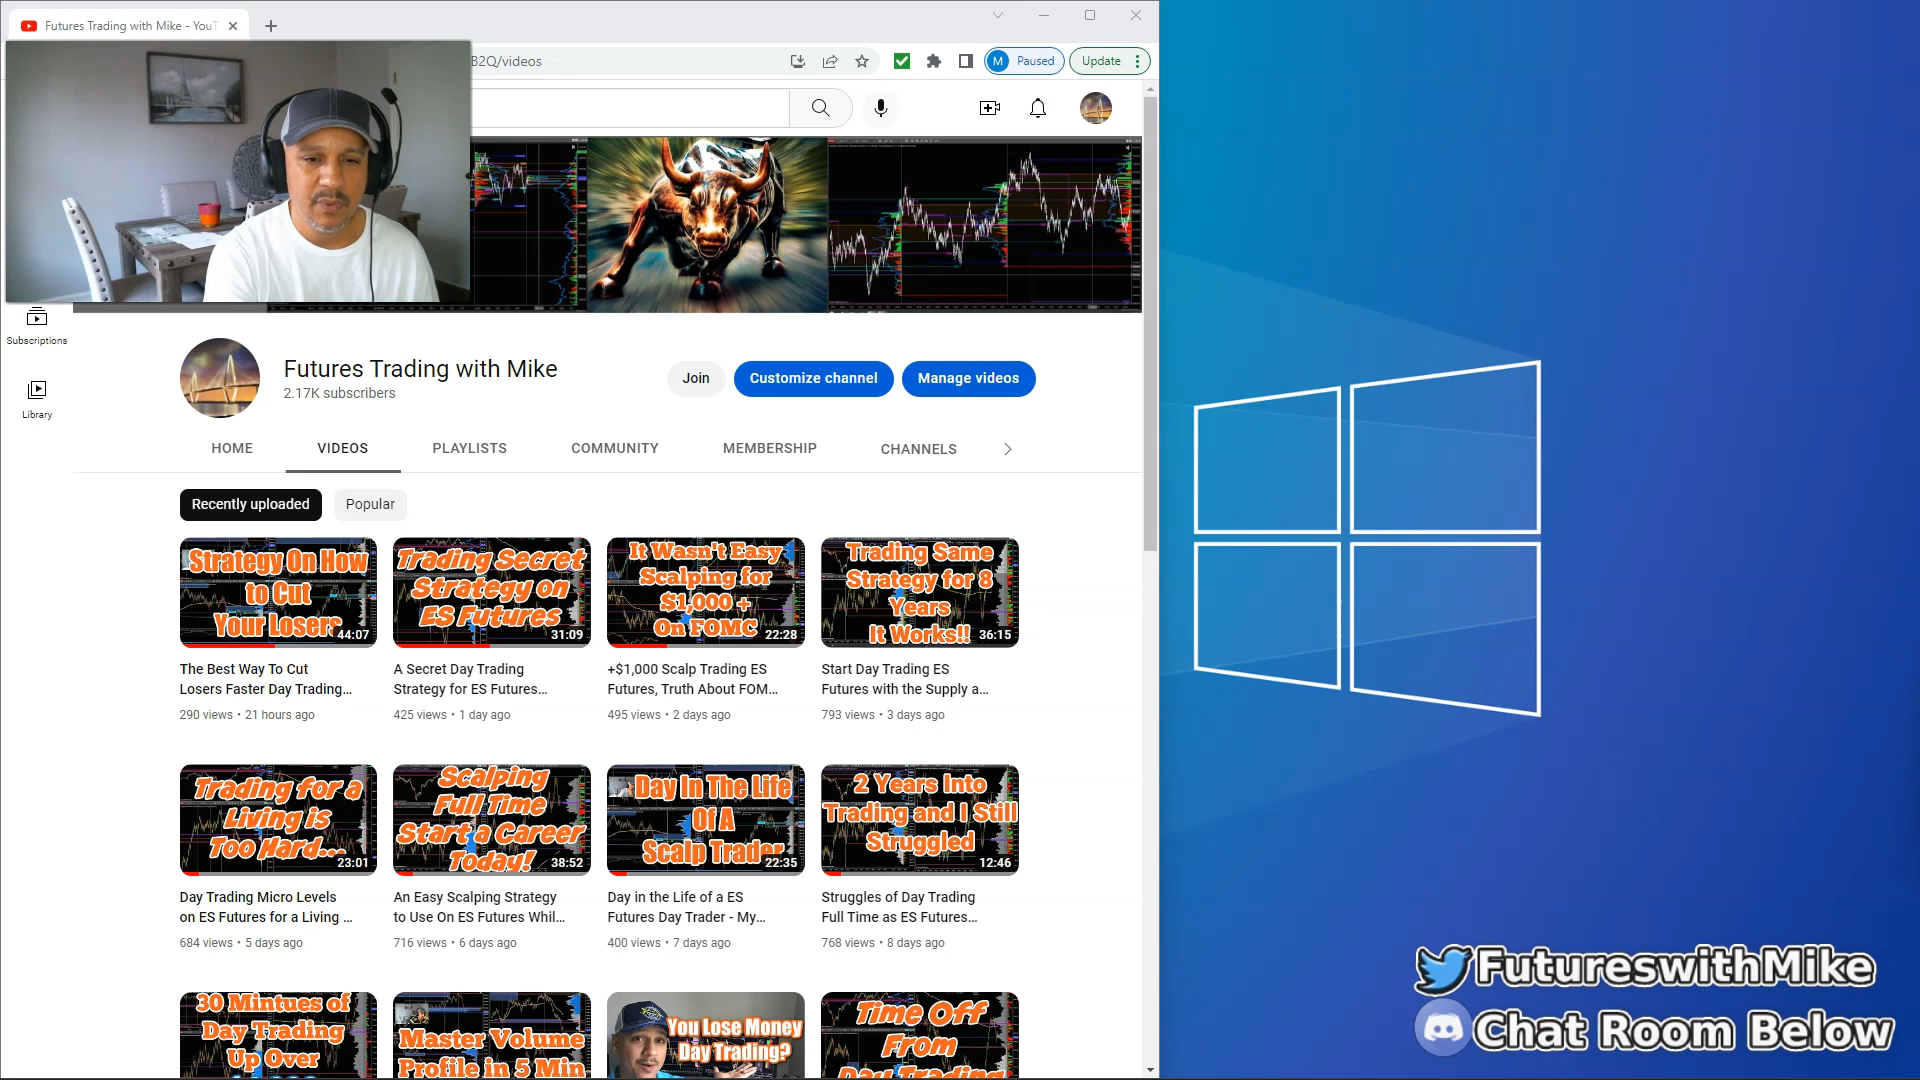 Futures Trading with Mike - YouT
B2Q/videos
M Paused
Update
Subscriptions
Library
Futures Trading with Mike
2.17K subscribers
Join
Customize channel
Manage videos
HOME
VIDEOS
PLAYLISTS
COMMUNITY
MEMBERSHIP
CHANNELS
Recently uploaded
Popular
Strategy On How
to Cut
Your Losers
44:07
Trading Secret
Strategy on
ES Futures
31:09
It Wasn't Easy
Scalping for
$1,000 +
On FOMC
22:28
Trading Same
Strategy for 8
Years
It Works!!
36:15
The Best Way To Cut
Losers Faster Day Trading...
290 views • 21 hours ago
A Secret Day Trading
Strategy for ES Futures...
425 views • 1 day ago
+$1,000 Scalp Trading ES
Futures, Truth About FOM...
495 views • 2 days ago
Start Day Trading ES
Futures with the Supply a...
793 views • 3 days ago
Trading for a
Living is
Too Hard...
23:01
Scalping
Full Time
Start a Career
Today!
38:52
Day In The Life
Of A
Scalp Trader
22:35
2 Years Into
Trading and I Still
Struggled
12:46
Day Trading Micro Levels
on ES Futures for a Living ...
684 views • 5 days ago
An Easy Scalping Strategy
to Use On ES Futures Whil...
716 views • 6 days ago
Day in the Life of a ES
Futures Day Trader - My...
400 views • 7 days ago
Struggles of Day Trading
Full Time as ES Futures...
768 views • 8 days ago
30 Mintues of
Day Trading
Up Over
Master Volume
Profile in 5 Min
You Lose Money
Day Trading?
Time Off
From
Day Trading
FutureswithMike
Chat Room Below